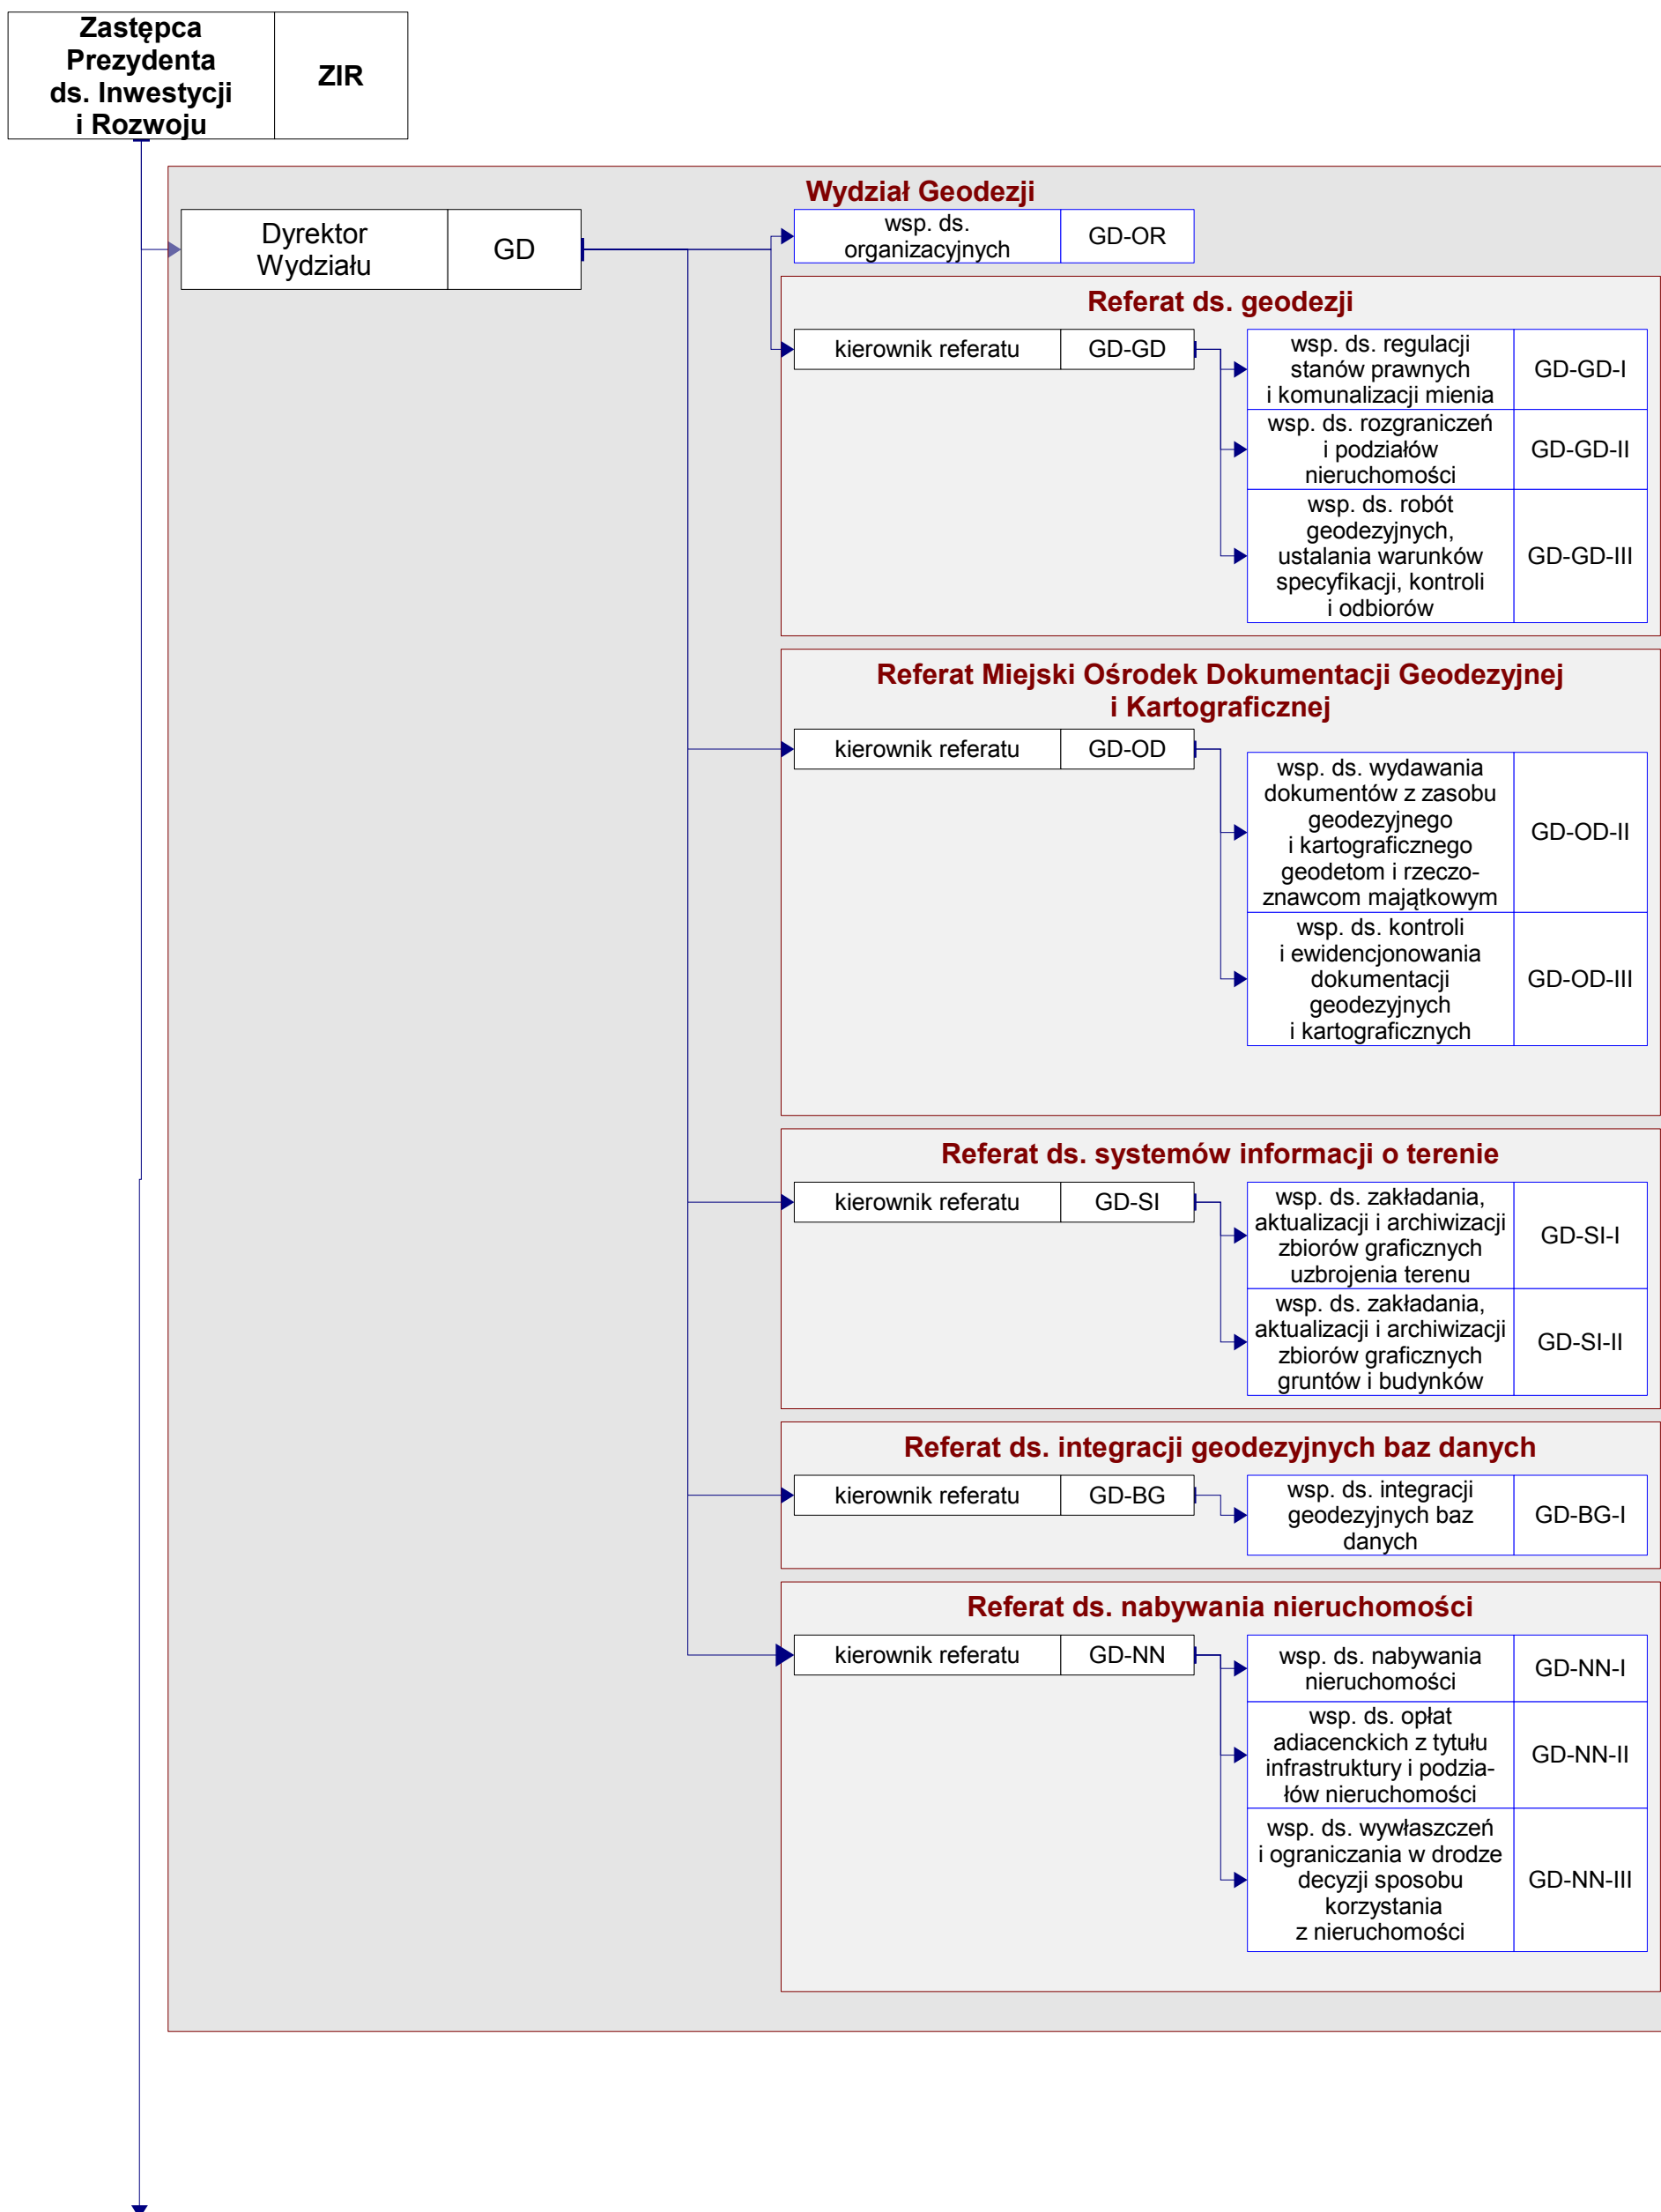 Zastępca
Prezydenta
ds. Inwestycji
i Rozwoju
ZIR
Wydział Geodezji
Dyrektor
Wydziału
GD
wsp. ds.
organizacyjnych
GD-OR
Referat ds. geodezji
kierownik referatu
GD-GD
wsp. ds. regulacji
stanów prawnych
i komunalizacji mienia
GD-GD-I
wsp. ds. rozgraniczeń
i podziałów
nieruchomości
GD-GD-II
wsp. ds. robót
geodezyjnych,
ustalania warunków
specyfikacji, kontroli
i odbiorów
GD-GD-III
Referat Miejski Ośrodek Dokumentacji Geodezyjnej
i Kartograficznej
kierownik referatu
GD-OD
wsp. ds. wydawania
dokumentów z zasobu
geodezyjnego
i kartograficznego
geodetom i rzeczo-
znawcom majątkowym
GD-OD-II
wsp. ds. kontroli
i ewidencjonowania
dokumentacji
geodezyjnych
i kartograficznych
GD-OD-III
Referat ds. systemów informacji o terenie
kierownik referatu
GD-SI
wsp. ds. zakładania,
aktualizacji i archiwizacji
zbiorów graficznych
uzbrojenia terenu
GD-SI-I
wsp. ds. zakładania,
aktualizacji i archiwizacji
zbiorów graficznych
gruntów i budynków
GD-SI-II
Referat ds. integracji geodezyjnych baz danych
kierownik referatu
GD-BG
wsp. ds. integracji
geodezyjnych baz
danych
GD-BG-I
Referat ds. nabywania nieruchomości
kierownik referatu
GD-NN
wsp. ds. nabywania
nieruchomości
GD-NN-I
wsp. ds. opłat
adiacenckich z tytułu
infrastruktury i podzia-
łów nieruchomości
GD-NN-II
wsp. ds. wywłaszczeń
i ograniczania w drodze
decyzji sposobu
korzystania
z nieruchomości
GD-NN-III